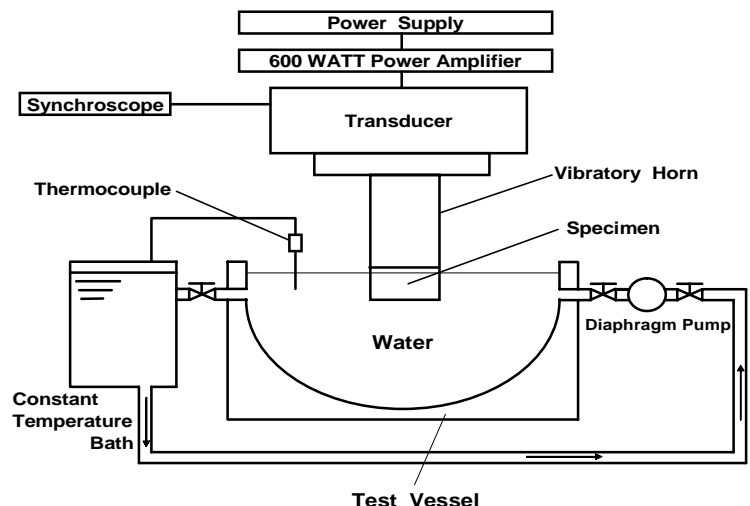 Power Supply
600 WATT Power Amplifier
Synchroscope
Transducer
Thermocouple
Vibratory Horn
Specimen
Water
Diaphragm Pump
Constant
Temperature
Bath
Test Vessel